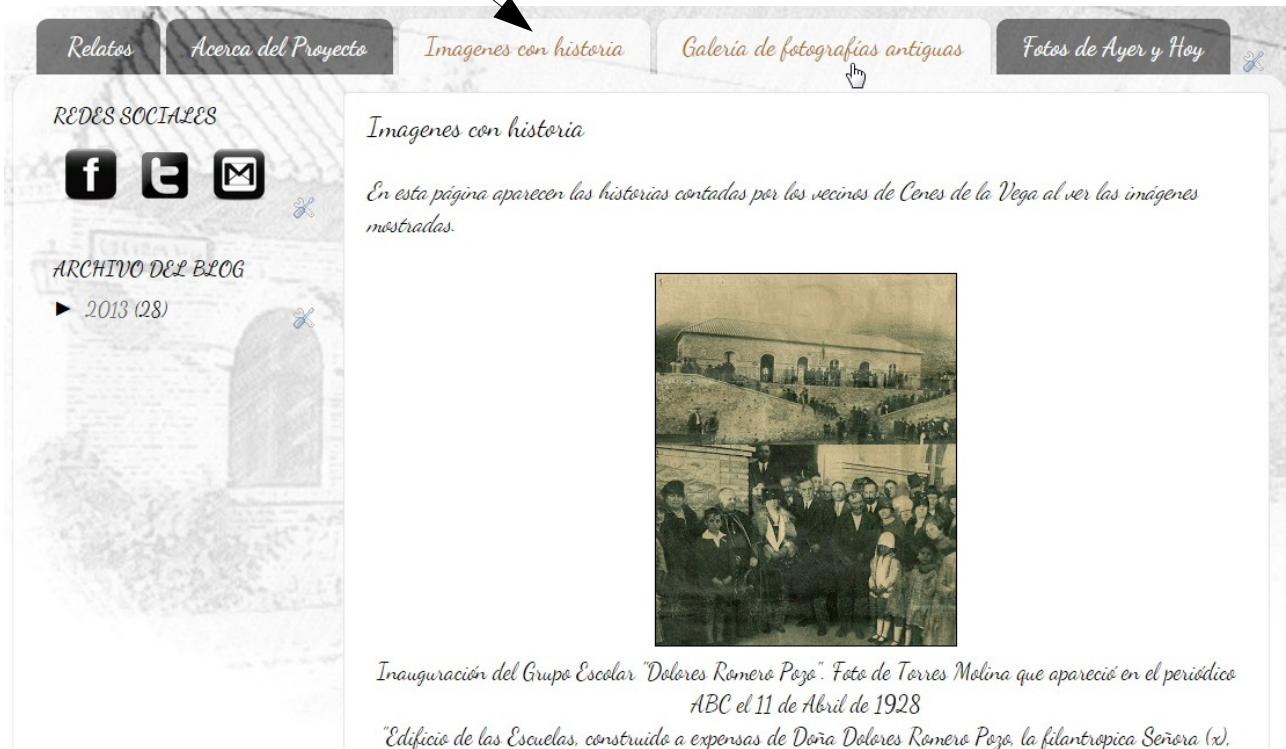 Relatos
Acerca del Proyecto
Imagenes con historia
Galería de fotografías antiguas
Fotos de Ayer y Hoy
REDES SOCIALES
ARCHIVO DEL BLOG
► 2013 (28)
Imagenes con historia
En esta página aparecen las historias contadas por los vecinos de Cenes de la Vega al ver las imágenes
mostradas.
1
Inauguración del Grupo Escolar "Dolores Romero Pozo". Foto de Torres Molina que apareció en el periódico
ABC el 11 de Abril de 1928
"Edificio de las Escuelas, construido a expensas de Doña Dolores Romero Pozo, la filantropica Señora (x),